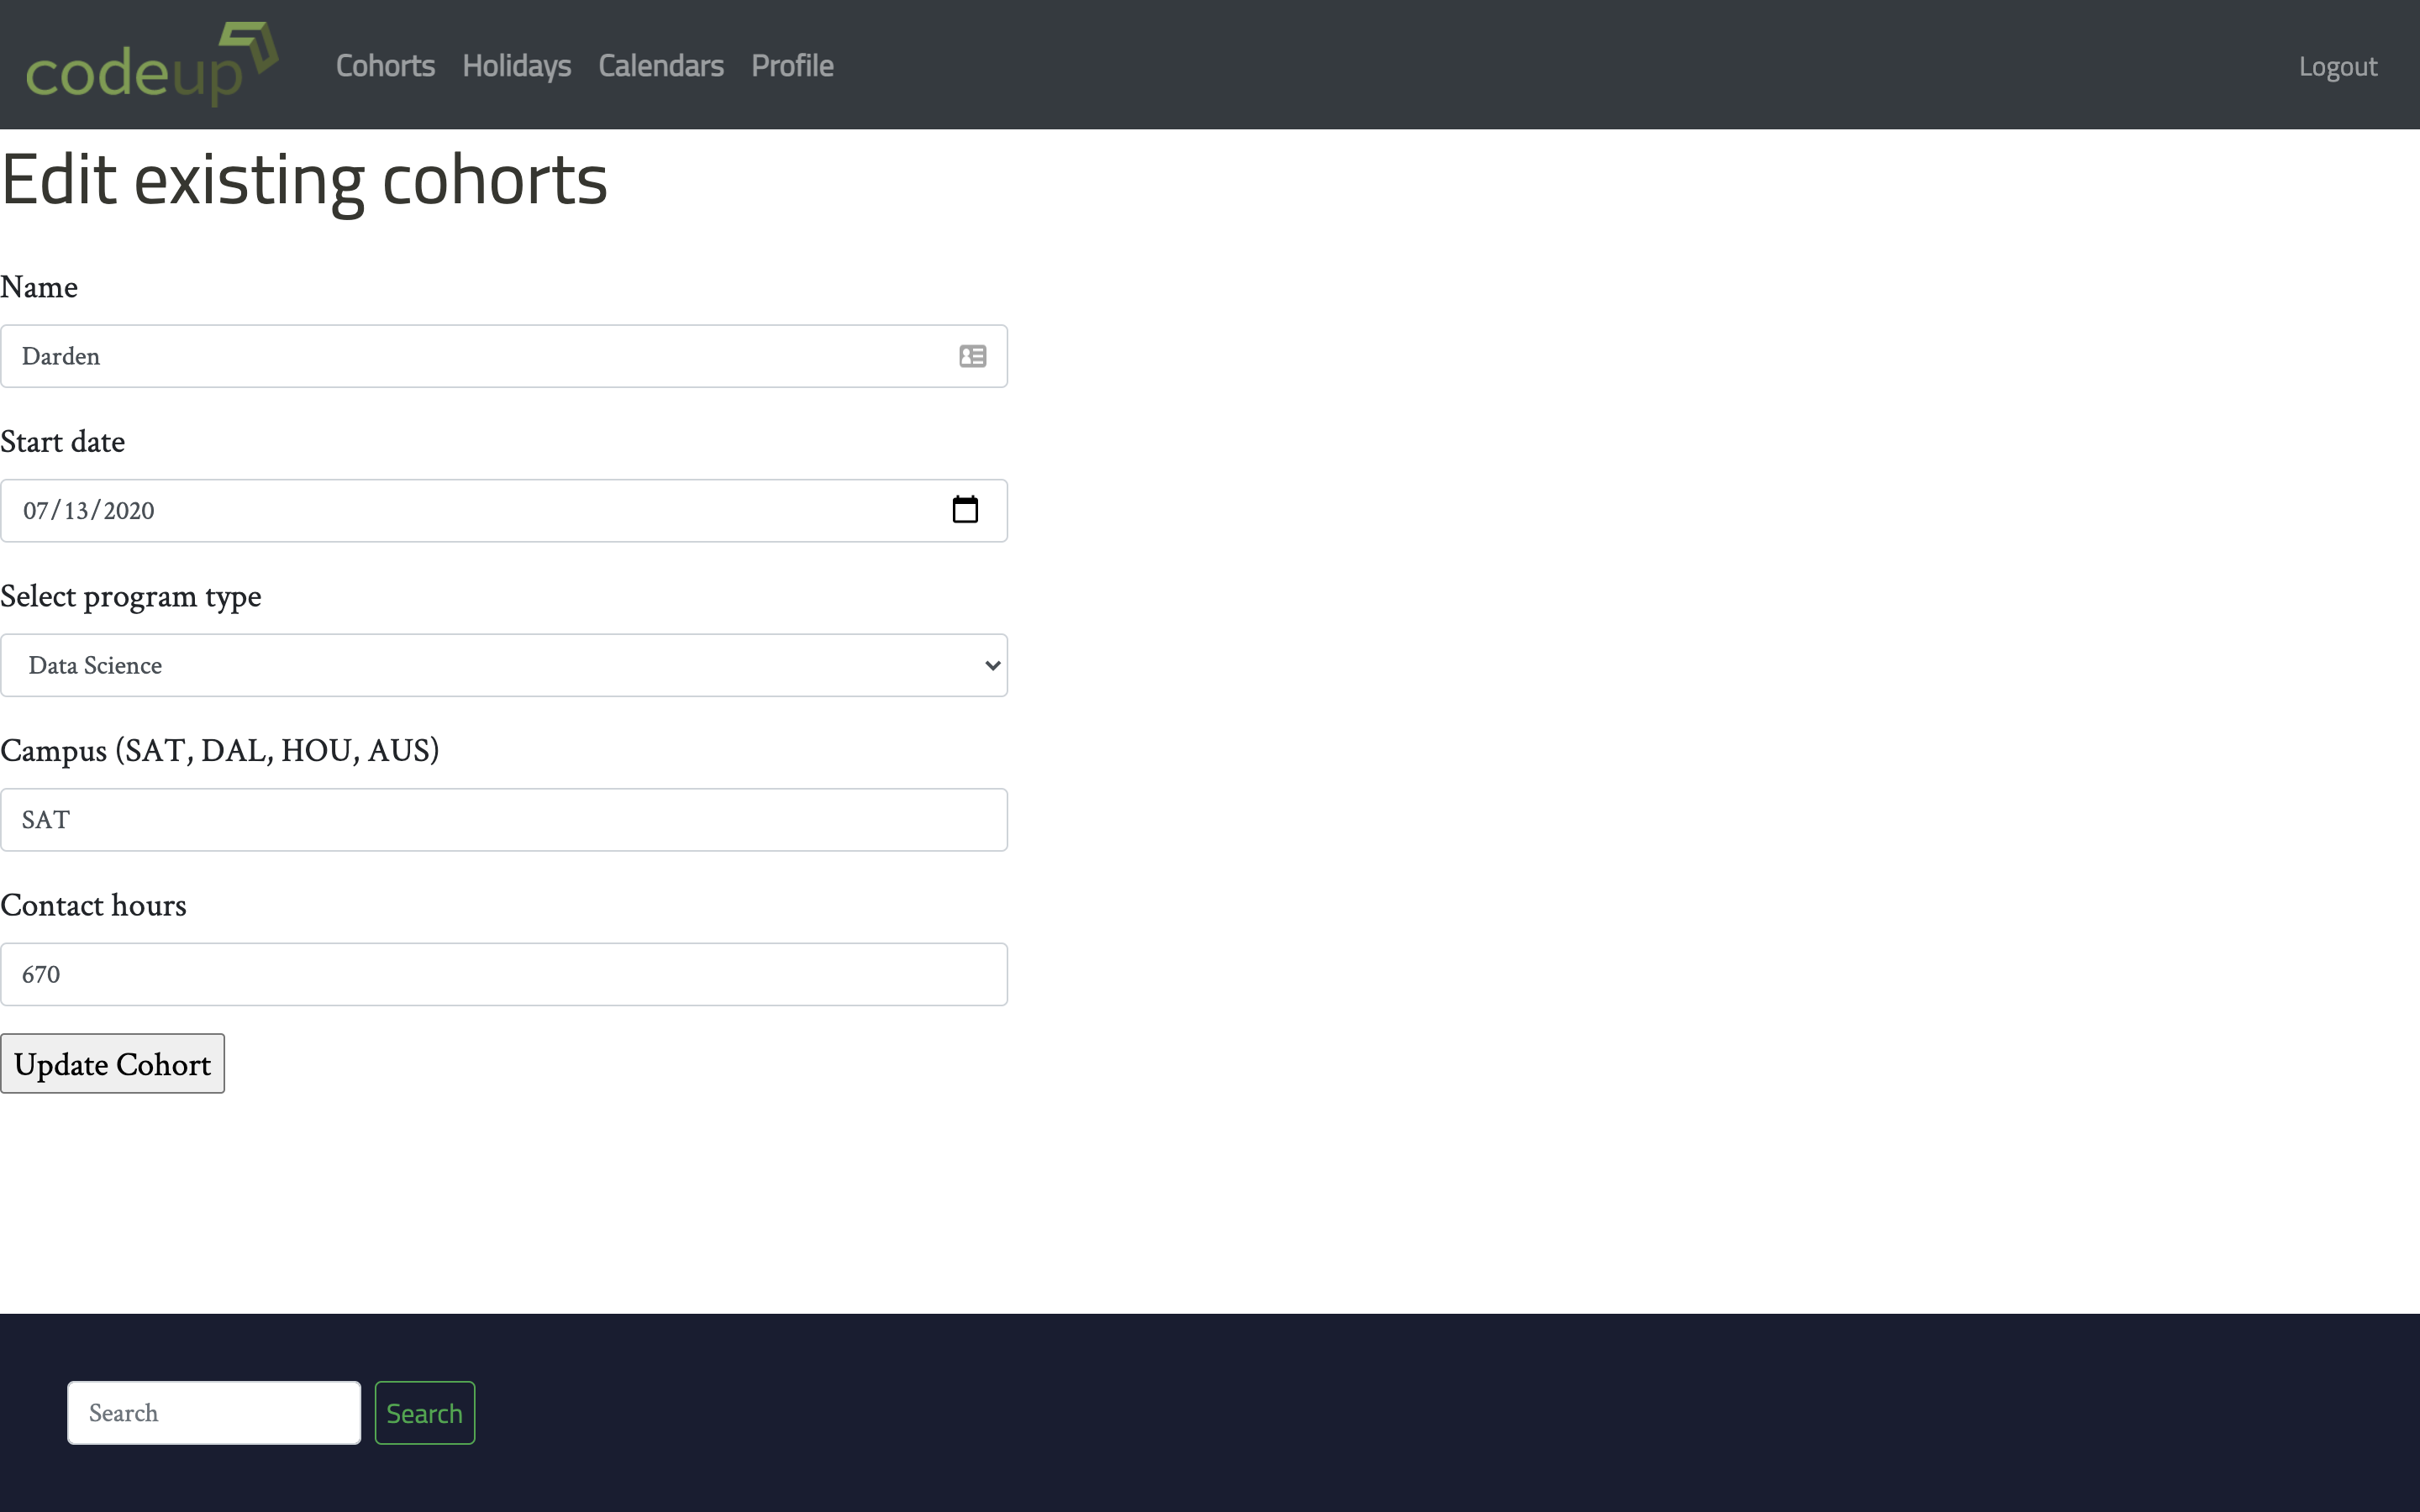 codeup
Cohorts Holidays Calendars Profile
Logout
Edit existing cohorts
Name
Darden
Start date
07/13/2020
Select program type
Data Science
Campus (SAT, DAL, HOU, AUS)
SAT
Contact hours
670
Update Cohort
Search Search